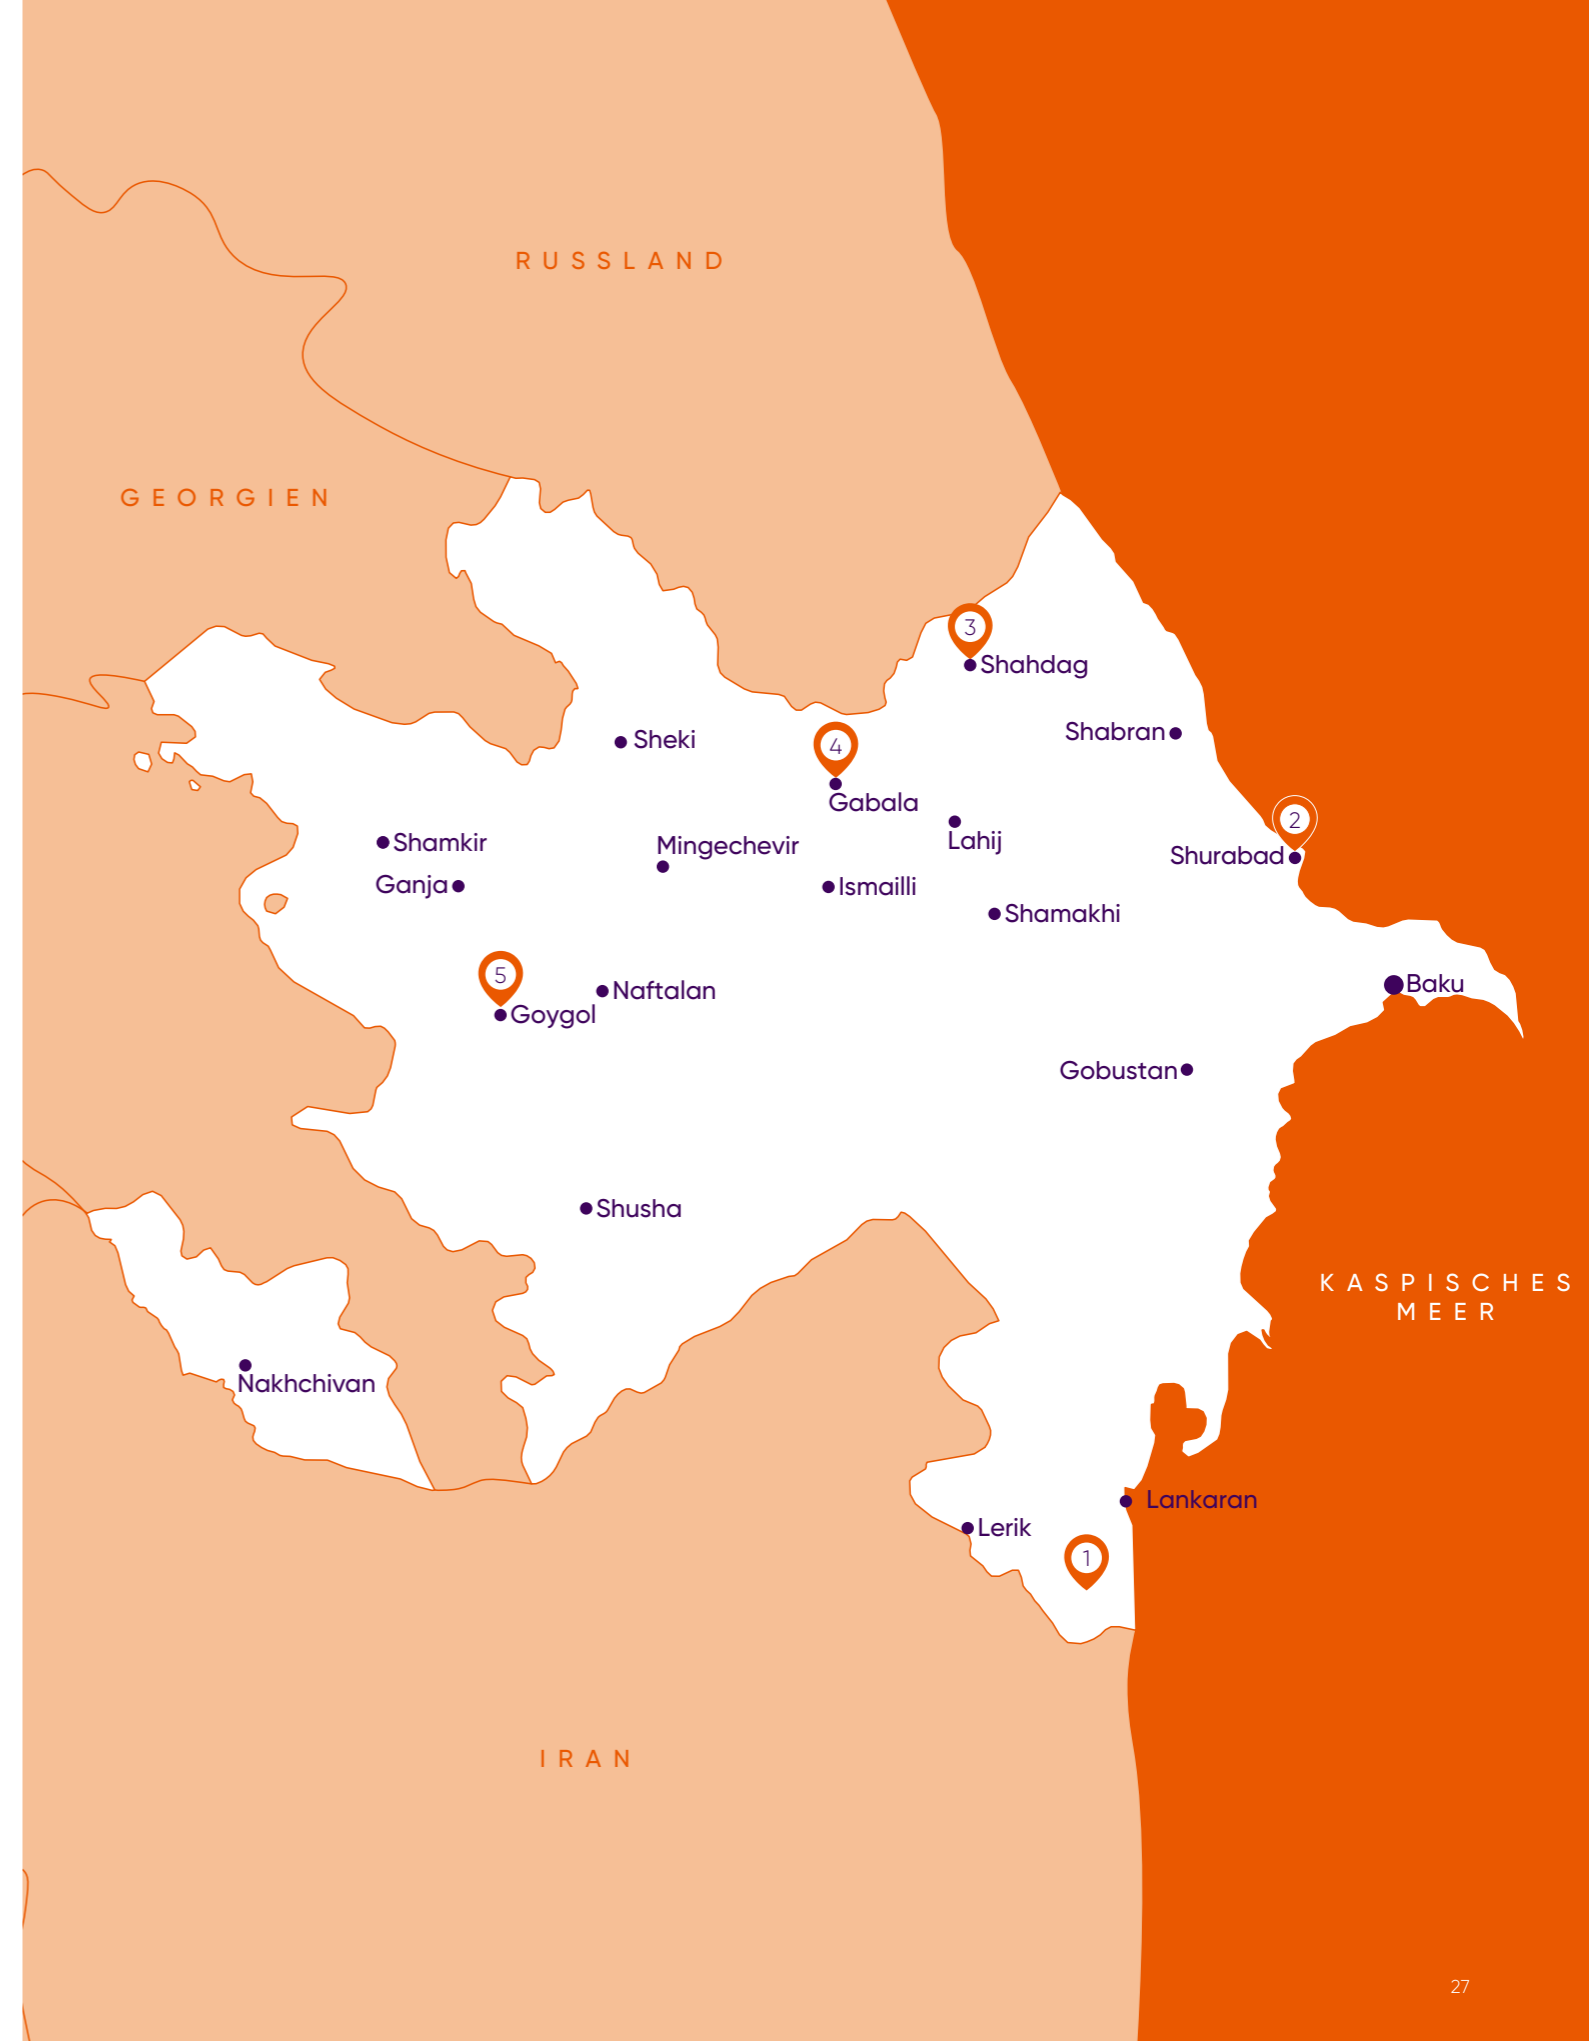 RUSSLAND
GEORGIEN
3
Shahdag
Shabran
Sheki
4
Gabala
Lahij
2
Shurabad
Shamkir
Mingechevir
Ganja
Ismailli
Shamakhi
5
Goygol
Naftalan
Baku
Gobustan
Shusha
KASPISCHES
MEER
Nakhchivan
Lankaran
Lerik
1
IRAN
27